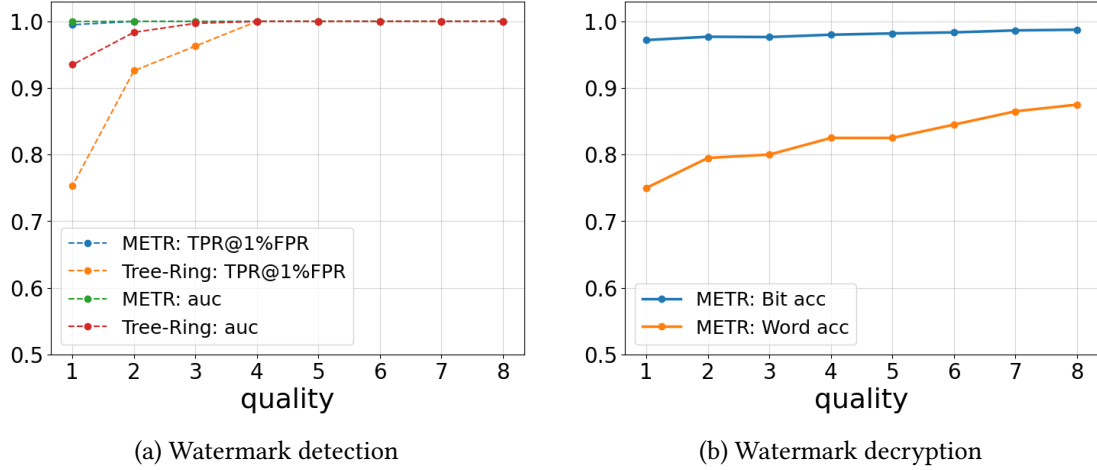 1.0
0.9
0.8
0.7
0.6
0.5
METR: TPR@1%FPR
Tree-Ring: TPR@1%FPR
METR: auc
Tree-Ring: auc
1 2 3 4 5 6 7 8
quality
(a) Watermark detection
1.0
0.9
0.8
0.7
0.6
0.5
METR: Bit acc
METR: Word acc
1 2 3 4 5 6 7 8
quality
(b) Watermark decryption